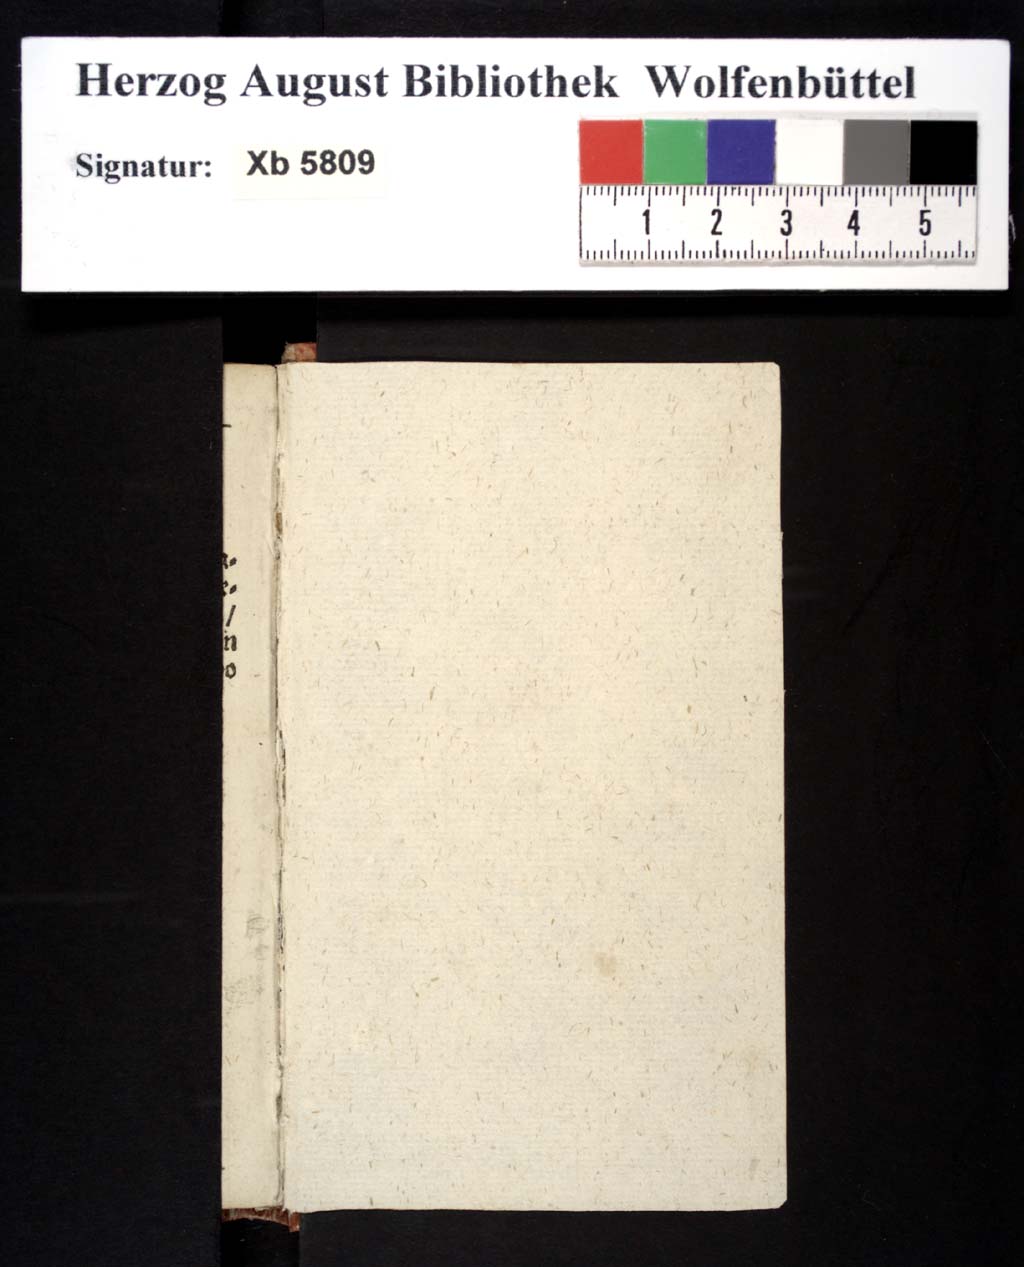 Herzog August Bibliothek Wolfenbüttel
Signatur: Xb 5809
1 2 3 4 5
/
n
o